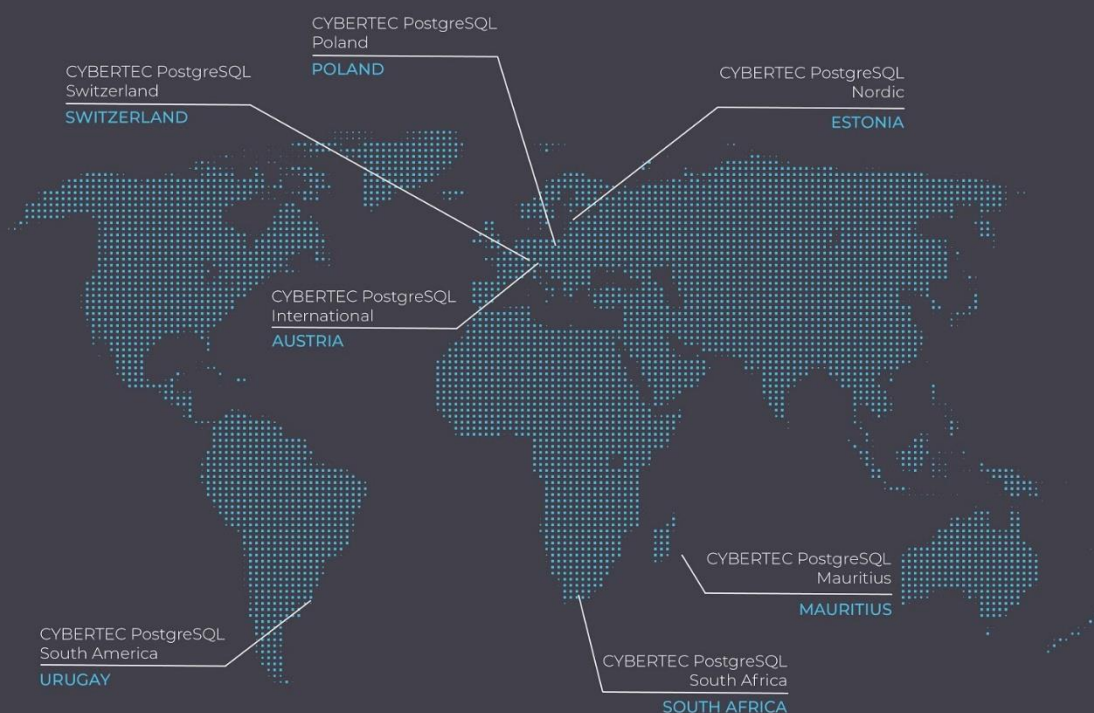 CYBERTEC PostgreSQL
Poland
POLAND
CYBERTEC PostgreSQL
Switzerland
SWITZERLAND
CYBERTEC PostgreSQL
Nordic
ESTONIA
CYBERTEC PostgreSQL
International
AUSTRIA
CYBERTEC PostgreSQL
Mauritius
MAURITIUS
CYBERTEC PostgreSQL
South America
URUGAY
CYBERTEC PostgreSQL
South Africa
SOUTH AFRICA